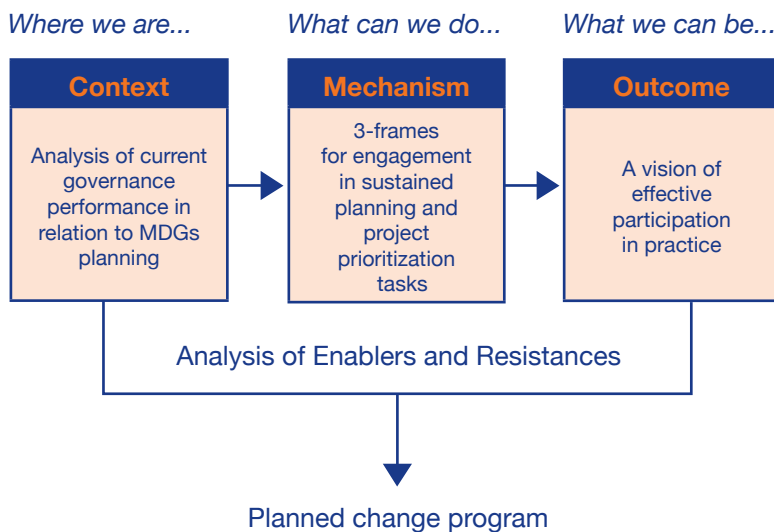 Where we are...
What can we do...
What we can be...
Context
Analysis of current
governance
performance in
relation to MDGs
planning
Mechanism
3-frames
for engagement
in sustained
planning and
project
prioritization
tasks
Outcome
A vision of
effective
participation
in practice
Analysis of Enablers and Resistances
Planned change program